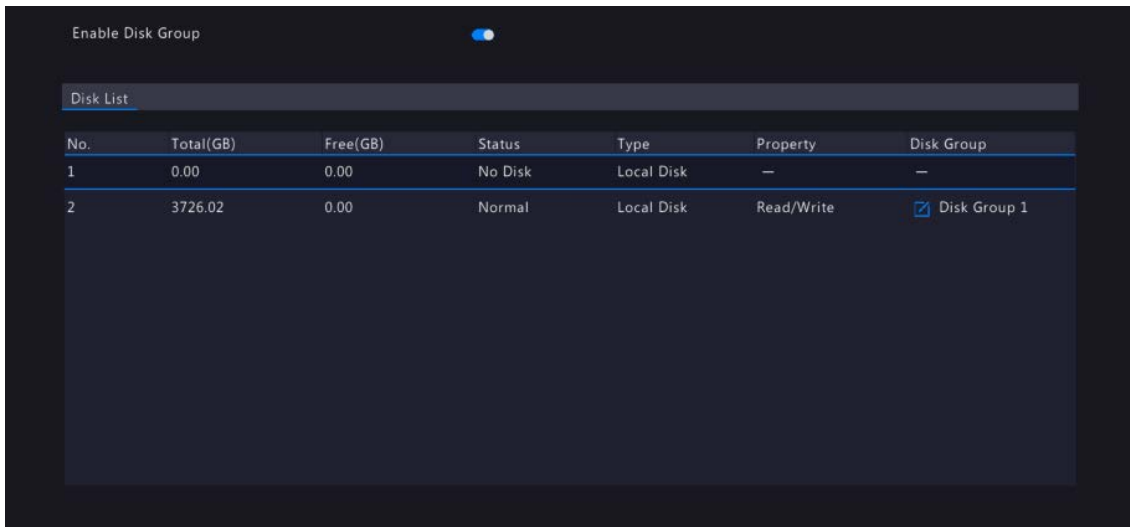 Enable Disk Group
Disk List
No. Total(GB) Free(GB) Status Type Property Disk Group
1 0.00 0.00 No Disk Local Disk — —
2 3726.02 0.00 Normal Local Disk Read/Write Disk Group 1